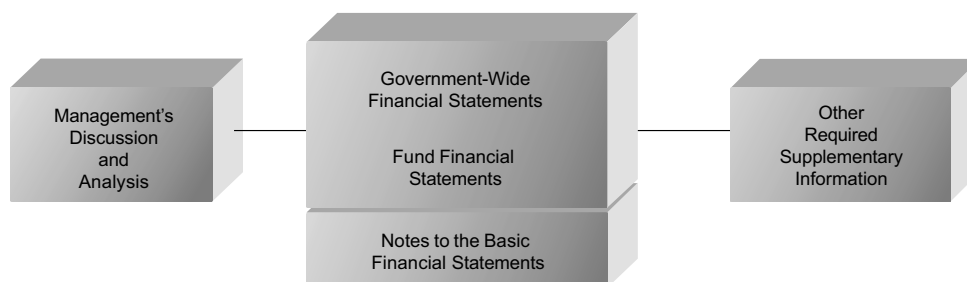 Management's
Discussion
and
Analysis
Government-Wide
Financial Statements
Fund Financial
Statements
Notes to the Basic
Financial Statements
Other
Required
Supplementary
Information